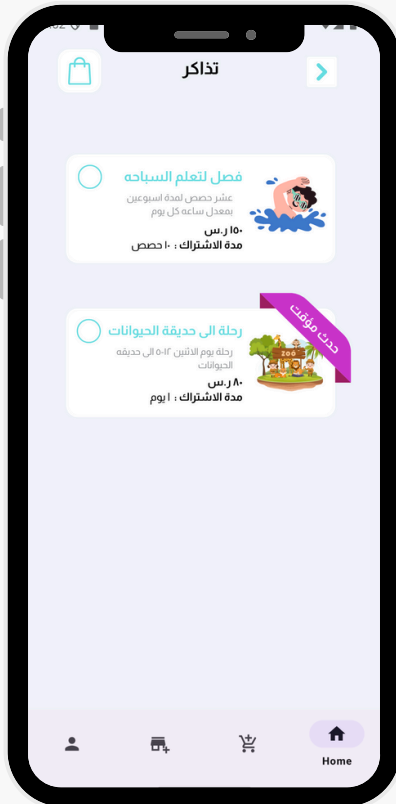 تذاكر
فصل لتعلم السباحه
عشر حصص لمدة اسبوعين
بمعدل ساعه كل يوم
١٥٠ ر.س
مدة الاشتراك : ١٠ حصص
حدث مؤقت
رحلة الى حديقة الحيوانات
رحلة يوم الاثنين ١٢-٥ الى حديقه
الحيوانات
٨٠ ر.س
مدة الاشتراك : ١ يوم
ZOO
Home